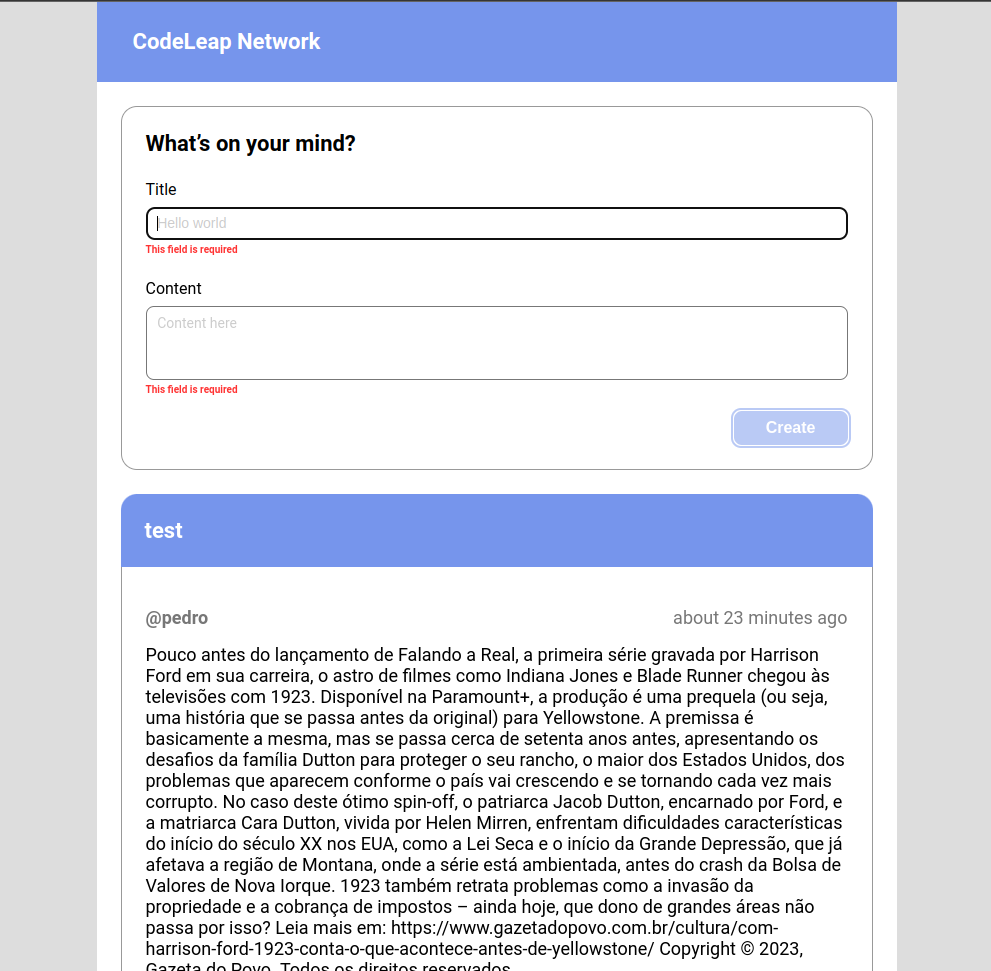 CodeLeap Network
What’s on your mind?
Title
Hello world
This field is required
Content
Content here
This field is required
Create
test
@pedro about 23 minutes ago
Pouco antes do lançamento de Falando a Real, a primeira série gravada por Harrison
Ford em sua carreira, o astro de filmes como Indiana Jones e Blade Runner chegou às
televisões com 1923. Disponível na Paramount+, a produção é uma prequela (ou seja,
uma história que se passa antes da original) para Yellowstone. A premissa é
basicamente a mesma, mas se passa cerca de setenta anos antes, apresentando os
desafios da família Dutton para proteger o seu rancho, o maior dos Estados Unidos, dos
problemas que aparecem conforme o país vai crescendo e se tornando cada vez mais
corrupto. No caso deste ótimo spin-off, o patriarca Jacob Dutton, encarnado por Ford, e
a matriarca Cara Dutton, vivida por Helen Mirren, enfrentam dificuldades características
do início do século XX nos EUA, como a Lei Seca e o início da Grande Depressão, que já
afetava a região de Montana, onde a série está ambientada, antes do crash da Bolsa de
Valores de Nova Iorque. 1923 também retrata problemas como a invasão da
propriedade e a cobrança de impostos – ainda hoje, que dono de grandes áreas não
passa por isso? Leia mais em: https://www.gazetadopovo.com.br/cultura/com-
harrison-ford-1923-conta-o-que-acontece-antes-de-yellowstone/ Copyright © 2023,
Gazeta do Povo. Todos os direitos reservados.